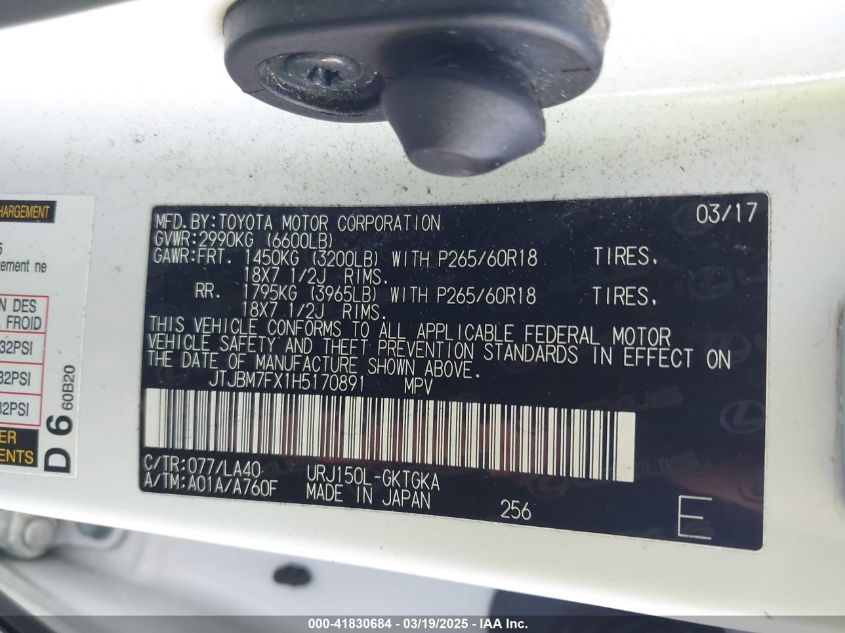 HARGEMENT
ement ne
N DES
FROID
32PSI
32PSI
32PSI
ER
ENTS
D 6 60B20
MFD.BY:TOYOTA MOTOR CORPORATION 03/17
GVWR:2990KG (6600LB)
GAWR:FRT. 1450KG (3200LB) WITH P265/60R18 TIRES,
18X7 1/2J RIMS.
RR. 1795KG (3965LB) WITH P265/60R18 TIRES,
18X7 1/2J RIMS.
THIS VEHICLE CONFORMS TO ALL APPLICABLE FEDERAL MOTOR
VEHICLE SAFETY AND THEFT PREVENTION STANDARDS IN EFFECT ON
THE DATE OF MANUFACTURE SHOWN ABOVE.
JTJBM7FX1H5170891 MPV
C/TR:077/LA40 URJ150L-GKTGKA
A/TM:A01A/A760F MADE IN JAPAN 256 E
000-41830684 - 03/19/2025 - IAA Inc.